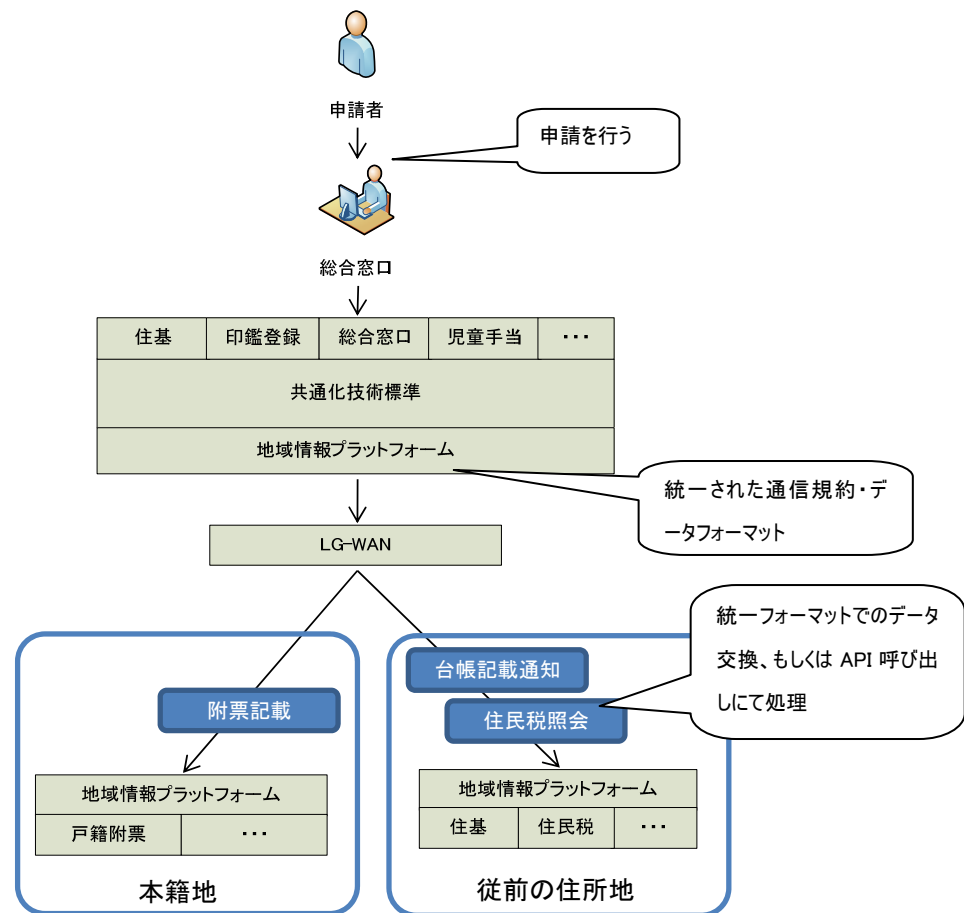 申請者
申請を行う
総合窓口
住基
印鑑登録
総合窓口
児童手当
・・・
共通化技術標準
地域情報プラットフォーム
統一された通信規約・デ
ータフォーマット
LG-WAN
統一フォーマットでのデータ
交換、もしくは API 呼び出
しにて処理
台帳記載通知
附票記載
住民税照会
地域情報プラットフォーム
戸籍附票
・・・
本籍地
地域情報プラットフォーム
住基
住民税
・・・
従前の住所地